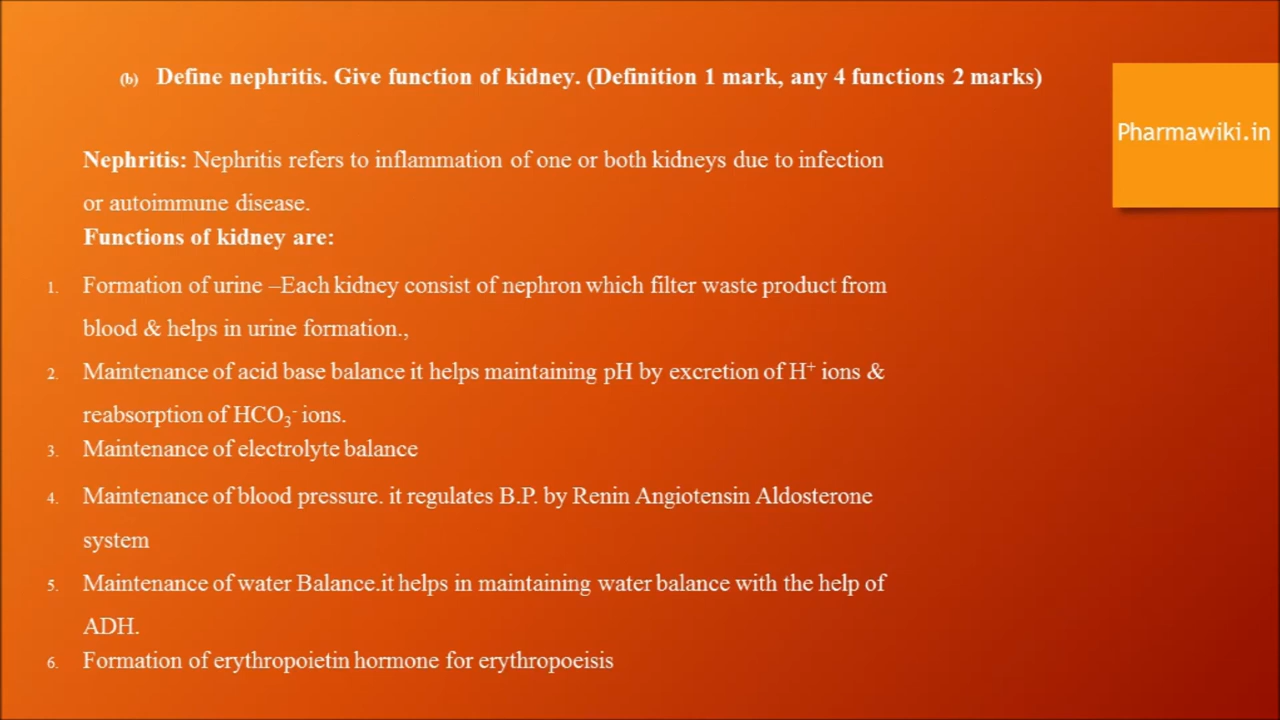 (b) Define nephritis. Give function of kidney. (Definition 1 mark, any 4 functions 2 marks)
Pharmawiki.in
Nephritis: Nephritis refers to inflammation of one or both kidneys due to infection
or autoimmune disease.
Functions of kidney are:
1. Formation of urine –Each kidney consist of nephron which filter waste product from
blood & helps in urine formation.,
2. Maintenance of acid base balance it helps maintaining pH by excretion of H⁺ ions &
reabsorption of HCO₃⁻ ions.
3. Maintenance of electrolyte balance
4. Maintenance of blood pressure. it regulates B.P. by Renin Angiotensin Aldosterone
system
5. Maintenance of water Balance.it helps in maintaining water balance with the help of
ADH.
6. Formation of erythropoietin hormone for erythropoeisis